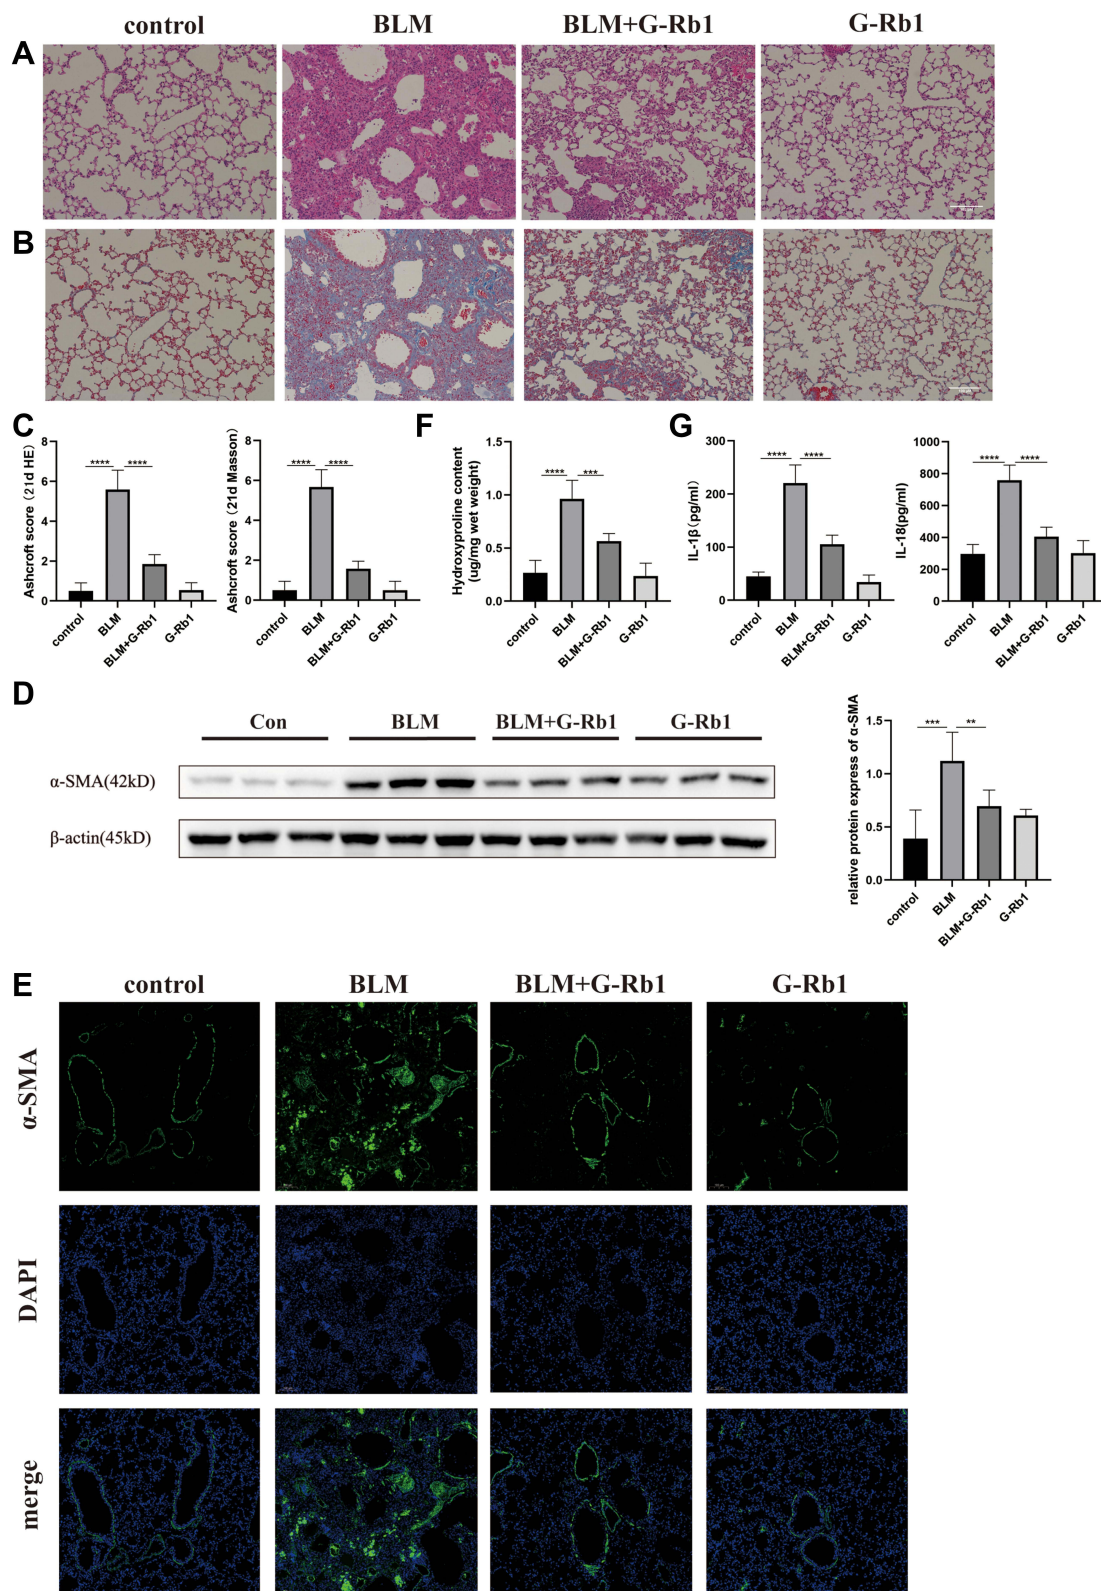 control BLM BLM+G-Rb1 G-Rb1
A
B
C
Ashcroft score (21d HE)
8
6
4
2
0
**** ****
control BLM BLM+G-Rb1 G-Rb1
Ashcroft score (21d Masson)
8
6
4
2
0
**** ****
control BLM BLM+G-Rb1 G-Rb1
F
Hydroxyproline content
(ug/mg wet weight)
1.5
1.0
0.5
0.0
**** ***
control BLM BLM+G-Rb1 G-Rb1
G
IL-1β (pg/ml)
300
200
100
0
**** ****
control BLM BLM+G-Rb1 G-Rb1
IL-18(pg/ml)
1000
800
600
400
200
0
**** ****
control BLM BLM+G-Rb1 G-Rb1
D
Con BLM BLM+G-Rb1 G-Rb1
α-SMA(42kD)
β-actin(45kD)
relative protein express of α-SMA
1.5
1.0
0.5
0.0
*** **
control BLM BLM+G-Rb1 G-Rb1
E
control BLM BLM+G-Rb1 G-Rb1
α-SMA
DAPI
merge